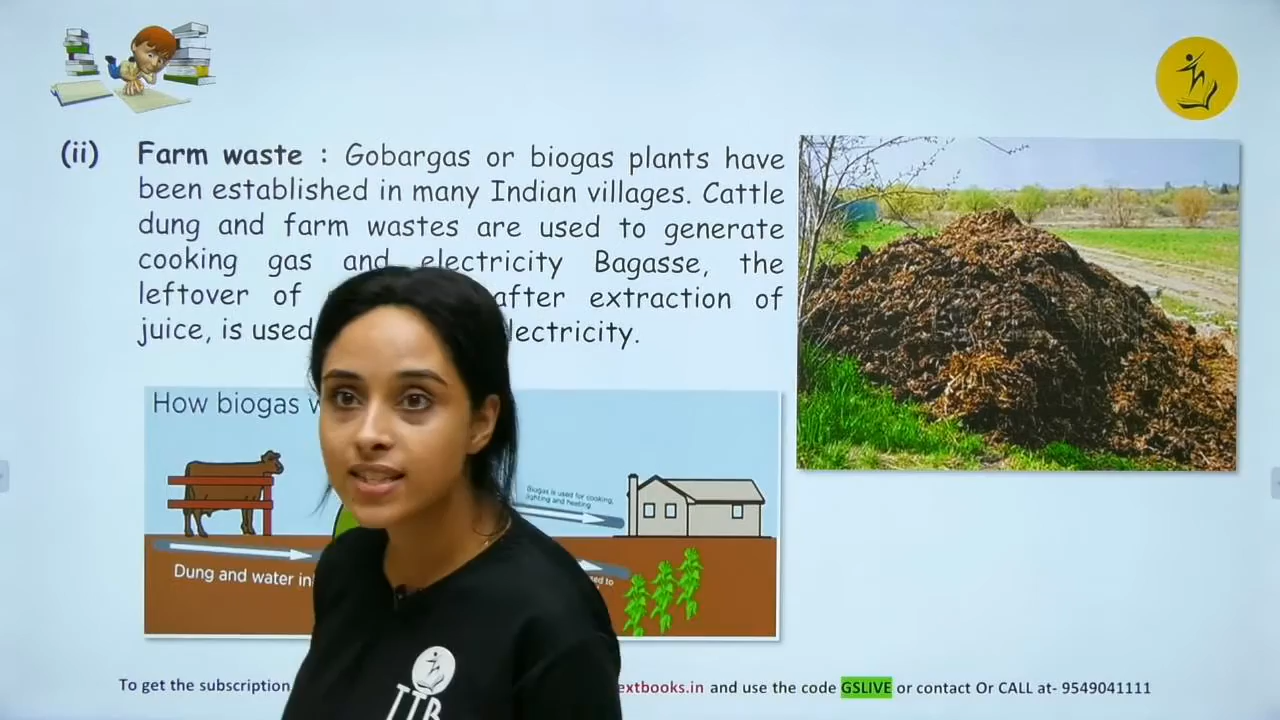 (ii) Farm waste : Gobargas or biogas plants have
been established in many Indian villages. Cattle
dung and farm wastes are used to generate
cooking gas and electricity Bagasse, the
leftover of after extraction of
juice, is used lectricity.
How biogas w
Biogas is used for cooking,
lighting and heating
Dung and water in
ed to
To get the subscription extbooks.in and use the code GSLIVE or contact Or CALL at- 9549041111
TTB